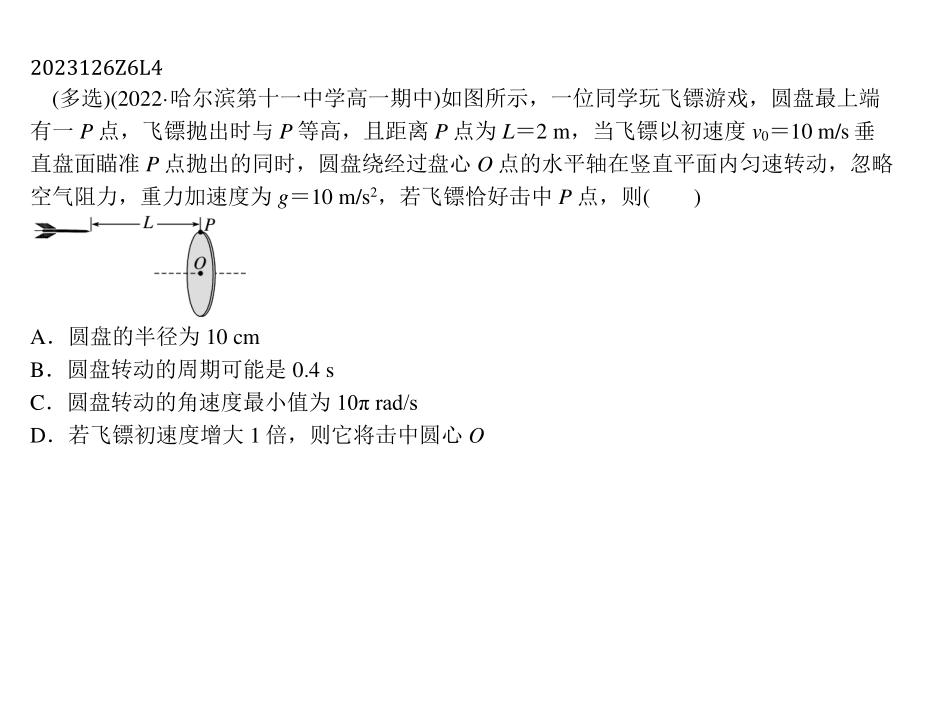 2023126Z6L4
(多选)(2022·哈尔滨第十一中学高一期中)如图所示，一位同学玩飞镖游戏，圆盘最上端
有一 P 点，飞镖抛出时与 P 等高，且距离 P 点为 L＝2 m，当飞镖以初速度 v₀＝10 m/s 垂
直盘面瞄准 P 点抛出的同时，圆盘绕经过盘心 O 点的水平轴在竖直平面内匀速转动，忽略
空气阻力，重力加速度为 g＝10 m/s²，若飞镖恰好击中 P 点，则(　　)
L P
O
A．圆盘的半径为 10 cm
B．圆盘转动的周期可能是 0.4 s
C．圆盘转动的角速度最小值为 10π rad/s
D．若飞镖初速度增大 1 倍，则它将击中圆心 O